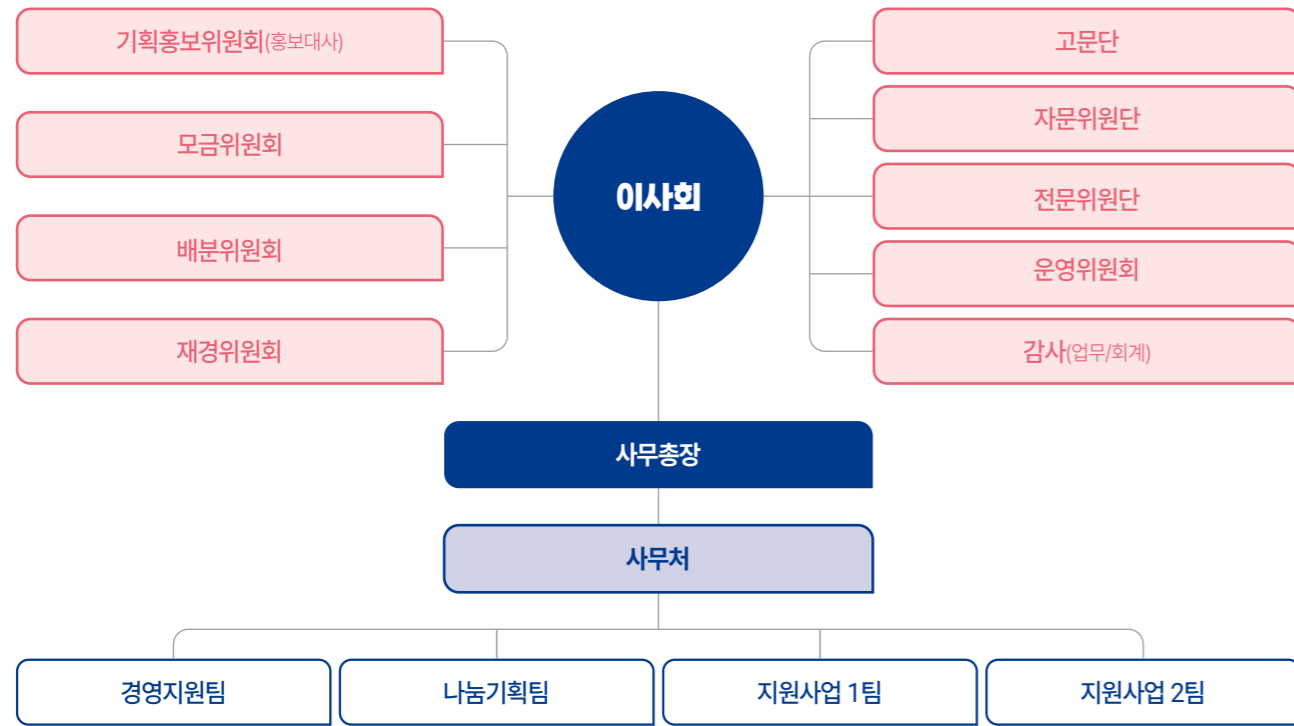 기획홍보위원회(홍보대사)
모금위원회
배분위원회
재경위원회
이사회
고문단
자문위원단
전문위원단
운영위원회
감사(업무/회계)
사무총장
사무처
경영지원팀
나눔기획팀
지원사업 1팀
지원사업 2팀